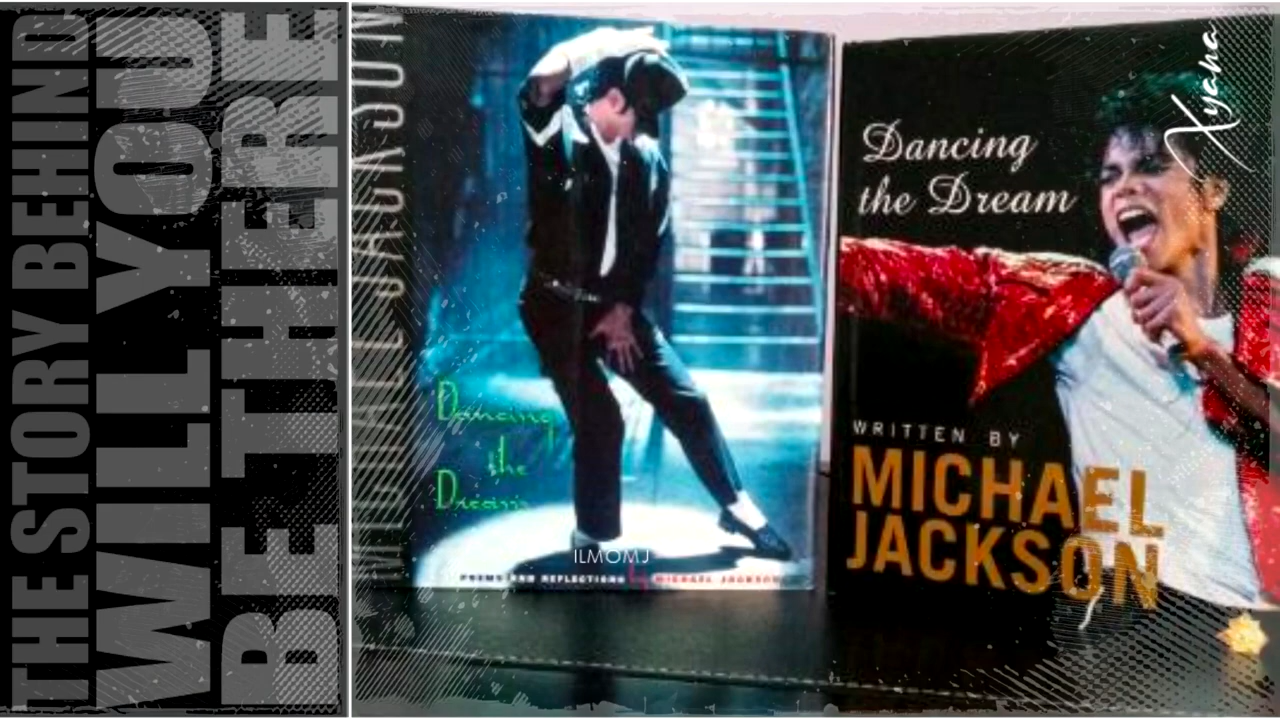 THE STORY BEHIND
WILL YOU
BE THERE
MICHAEL JACKSON
Dancing
the
Dream
ILMOMJ
POEMS AND REFLECTIONS by MICHAEL JACKSON
Xyaha
Dancing
the Dream
WRITTEN BY
MICHAEL
JACKSON